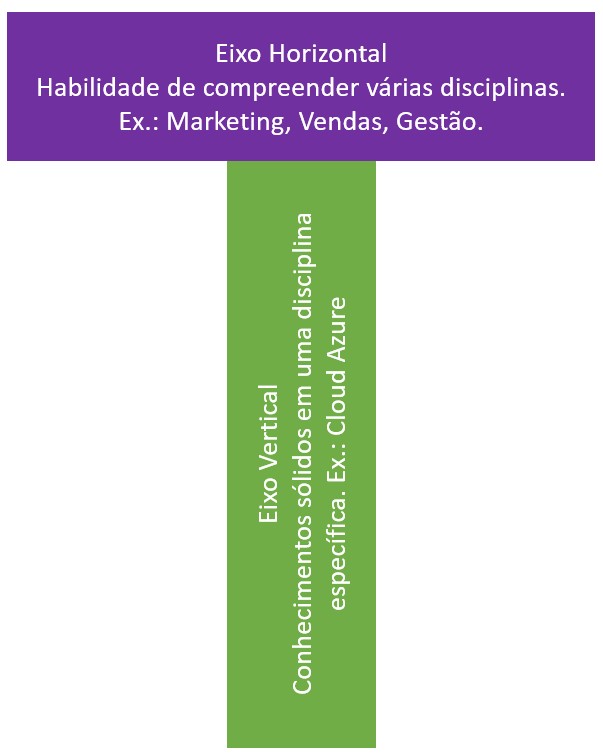 Eixo Horizontal
Habilidade de compreender várias disciplinas.
Ex.: Marketing, Vendas, Gestão.
Eixo Vertical
Conhecimentos sólidos em uma disciplina
específica. Ex.: Cloud Azure